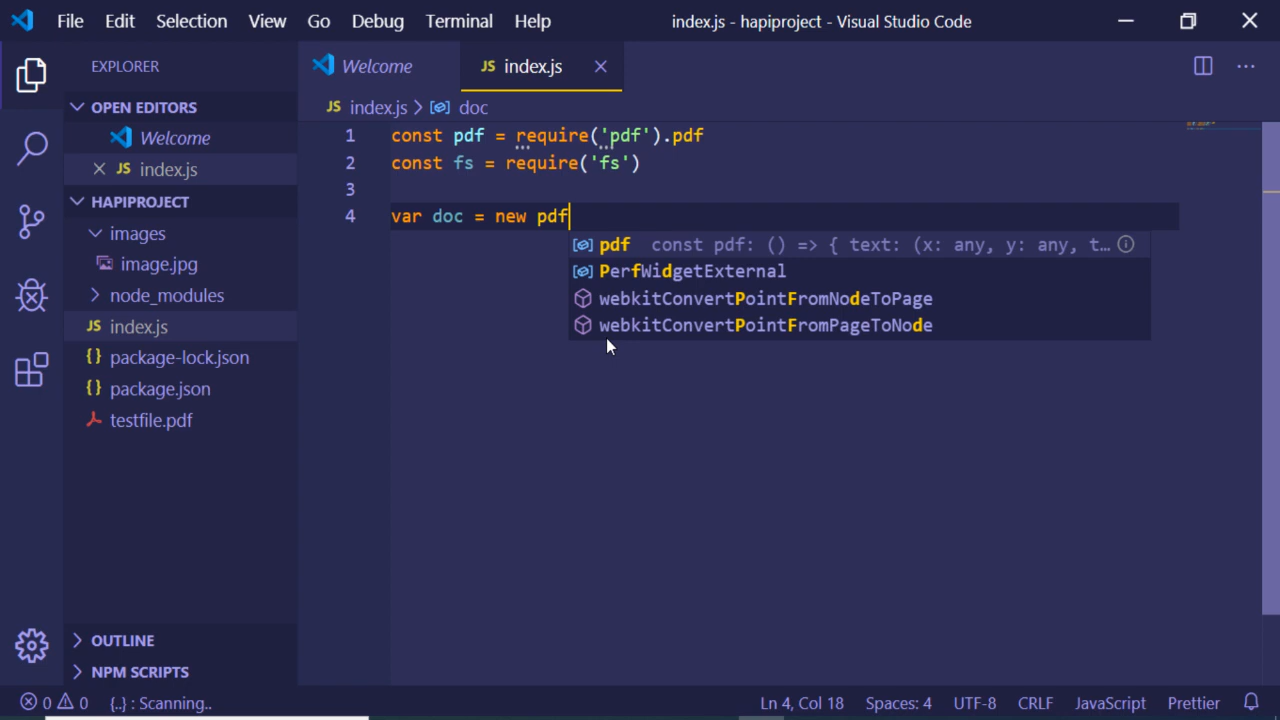 File Edit Selection View Go Debug Terminal Help index.js - hapiproject - Visual Studio Code
EXPLORER
OPEN EDITORS
Welcome
JS index.js
HAPIPROJECT
images
image.jpg
node_modules
JS index.js
{} package-lock.json
{} package.json
testfile.pdf
OUTLINE
NPM SCRIPTS
Welcome JS index.js
JS index.js > doc
1 const pdf = require('pdf').pdf
2 const fs = require('fs')
3
4 var doc = new pdf
pdf const pdf: () => { text: (x: any, y: any, t…
PerfWidgetExternal
webkitConvertPointFromNodeToPage
webkitConvertPointFromPageToNode
0 0 {..} : Scanning.. Ln 4, Col 18 Spaces: 4 UTF-8 CRLF JavaScript Prettier